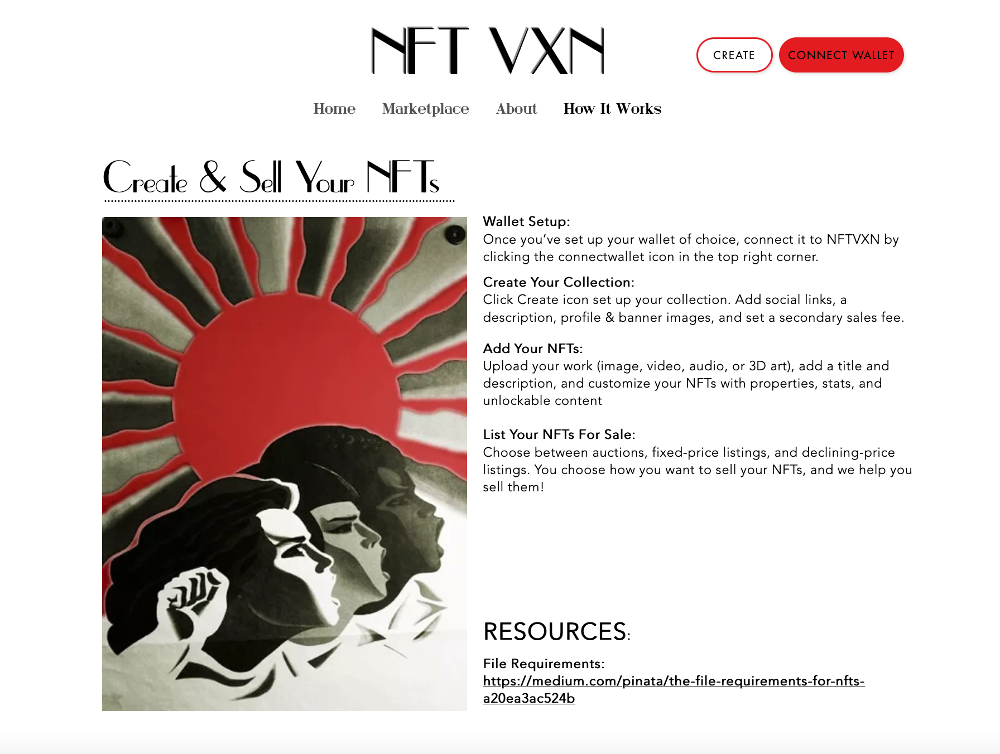 NFT VXN
CREATE
CONNECT WALLET
Home
Marketplace
About
How It Works
Create & Sell Your NFTs
Wallet Setup:
Once you’ve set up your wallet of choice, connect it to NFTVXN by
clicking the connectwallet icon in the top right corner.
Create Your Collection:
Click Create icon set up your collection. Add social links, a
description, profile & banner images, and set a secondary sales fee.
Add Your NFTs:
Upload your work (image, video, audio, or 3D art), add a title and
description, and customize your NFTs with properties, stats, and
unlockable content
List Your NFTs For Sale:
Choose between auctions, fixed-price listings, and declining-price
listings. You choose how you want to sell your NFTs, and we help you
sell them!
RESOURCES:
File Requirements:
https://medium.com/pinata/the-file-requirements-for-nfts-
a20ea3ac524b